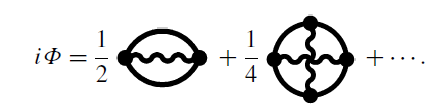 iΦ = 1/2 + 1/4 + ⋯.